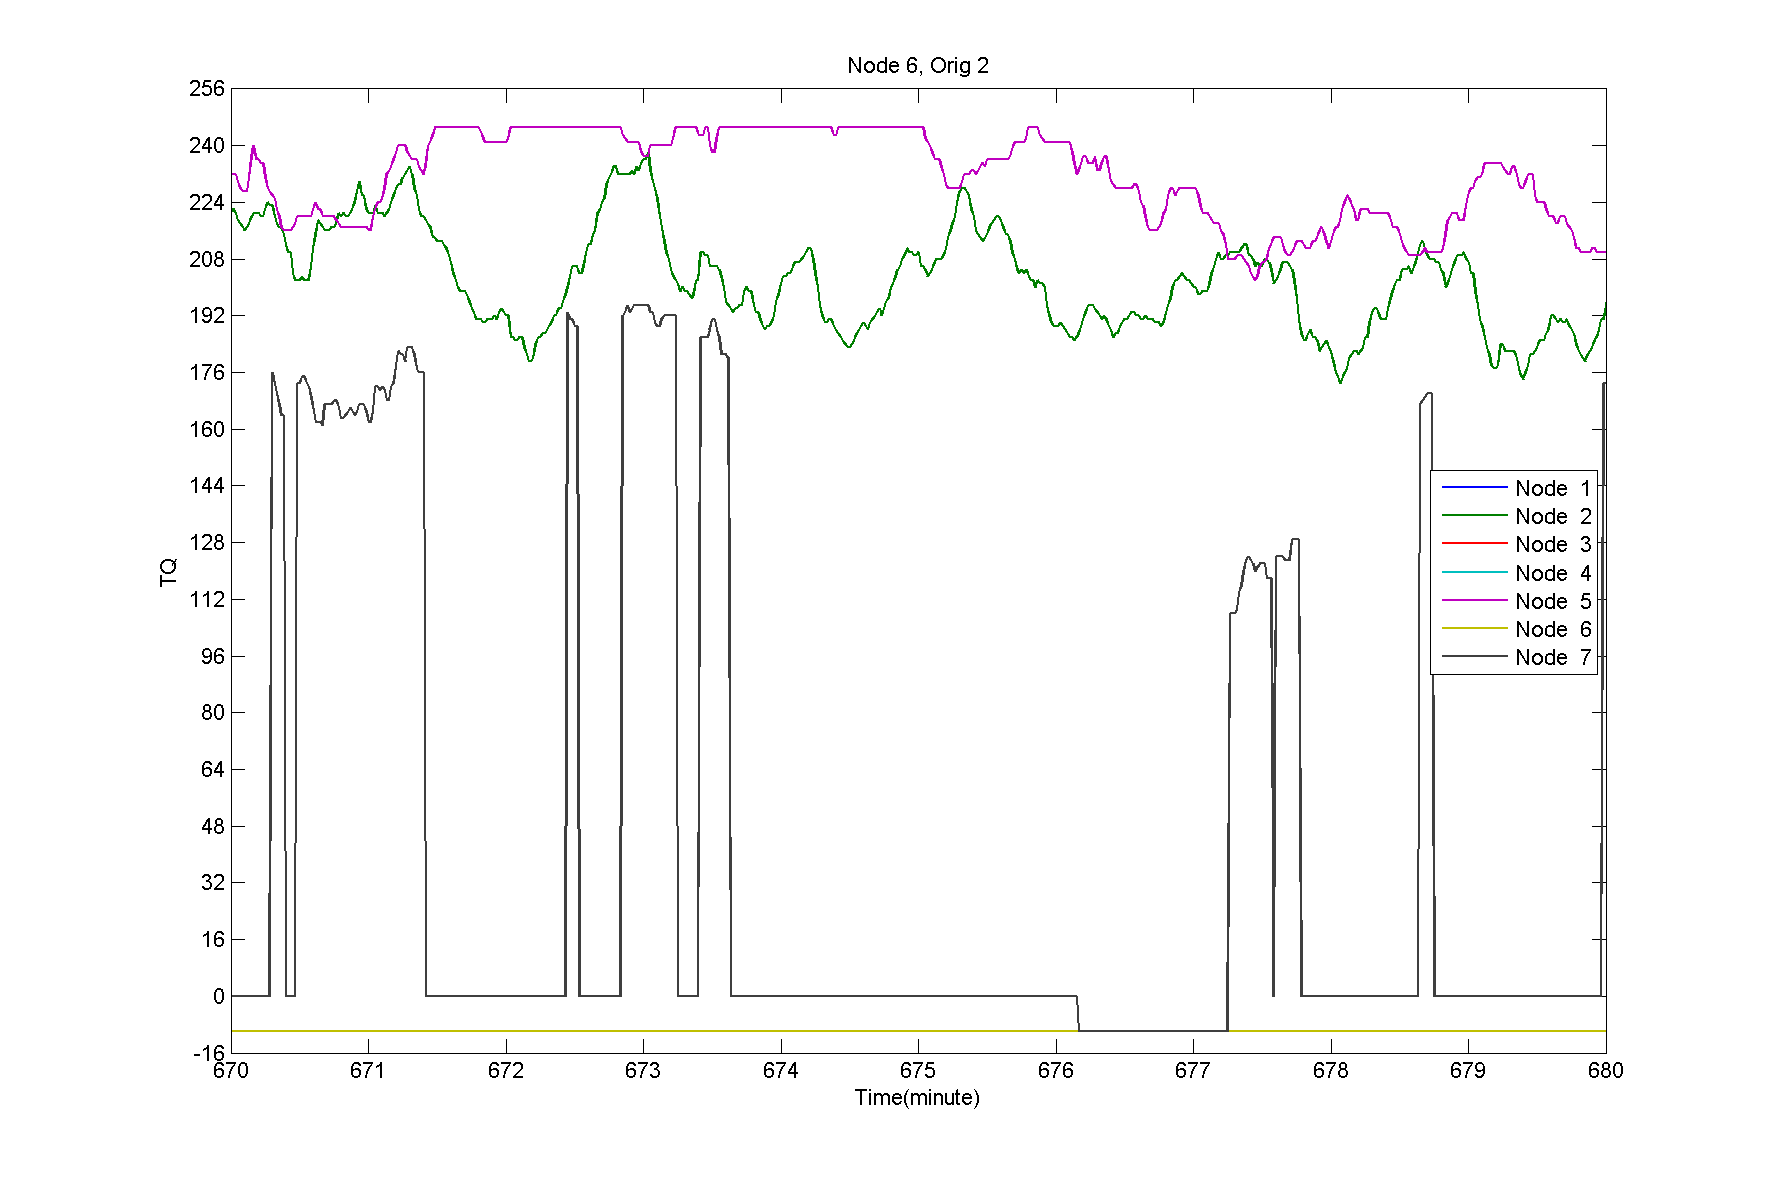 Node 6, Orig 2
256
240
224
208
192
176
160
144
128
112
96
80
64
48
32
16
0
-16
TQ
Node 1
Node 2
Node 3
Node 4
Node 5
Node 6
Node 7
670 671 672 673 674 675 676 677 678 679 680
Time(minute)